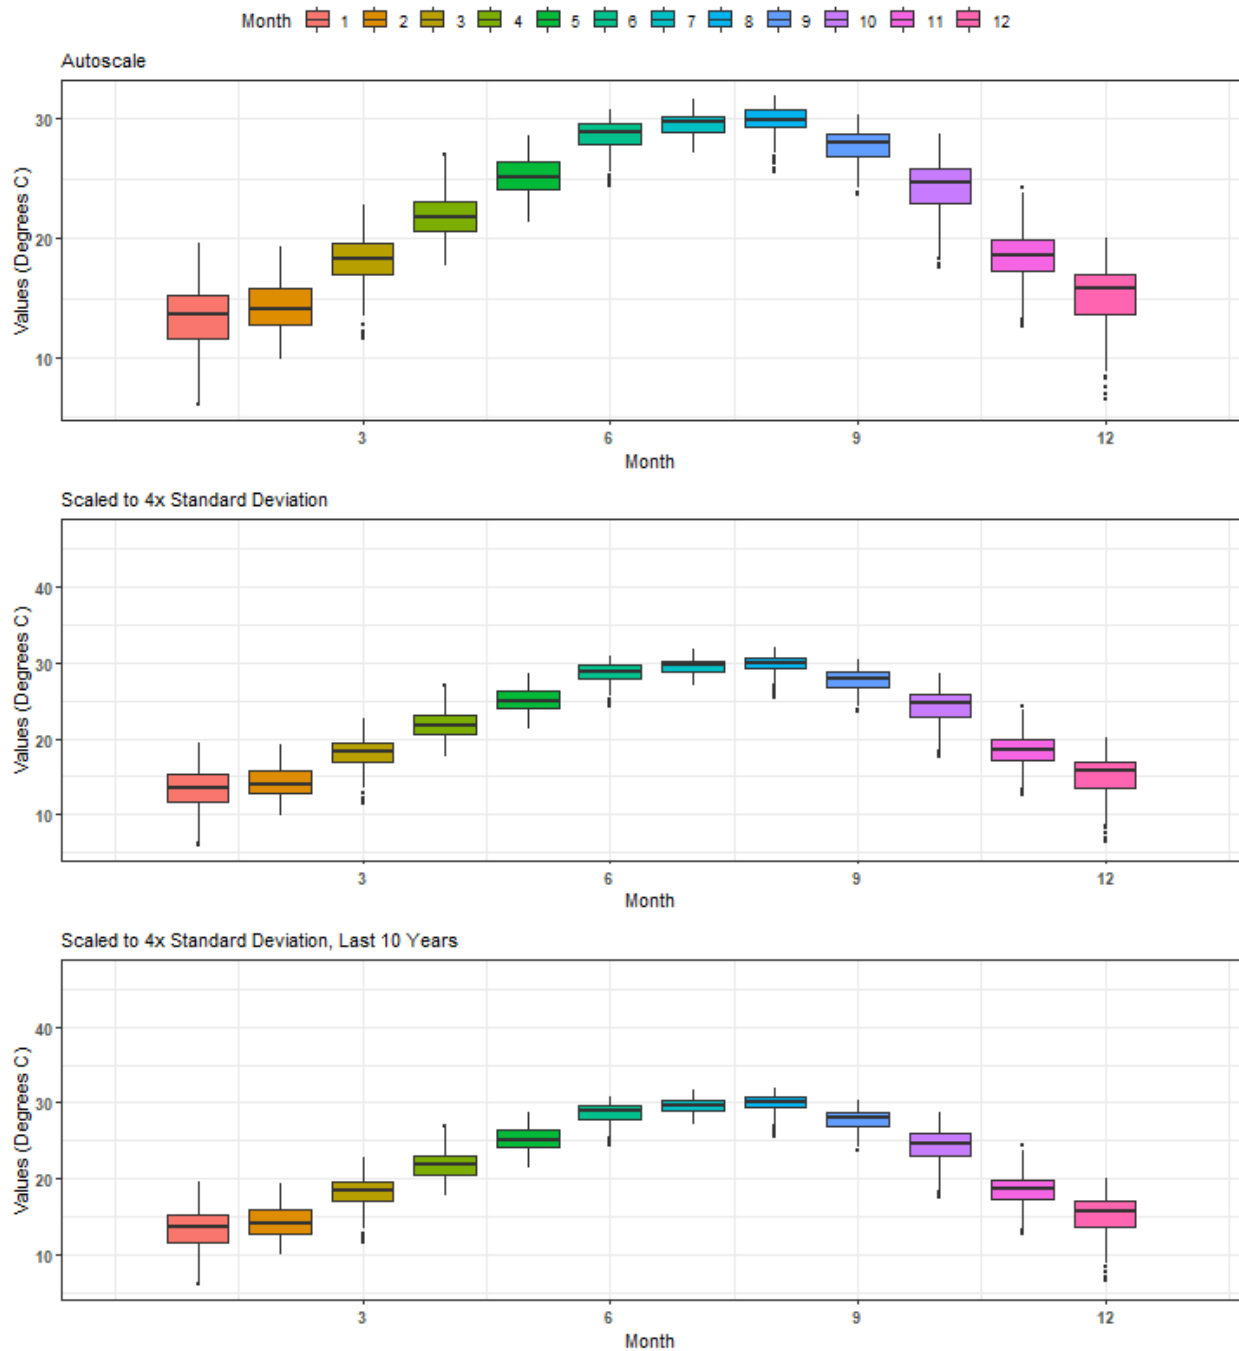 Month 1 2 3 4 5 6 7 8 9 10 11 12
Autoscale
Values (Degrees C)
30
20
10
3 6 9 12
Month
Scaled to 4x Standard Deviation
Values (Degrees C)
40
30
20
10
3 6 9 12
Month
Scaled to 4x Standard Deviation, Last 10 Years
Values (Degrees C)
40
30
20
10
3 6 9 12
Month